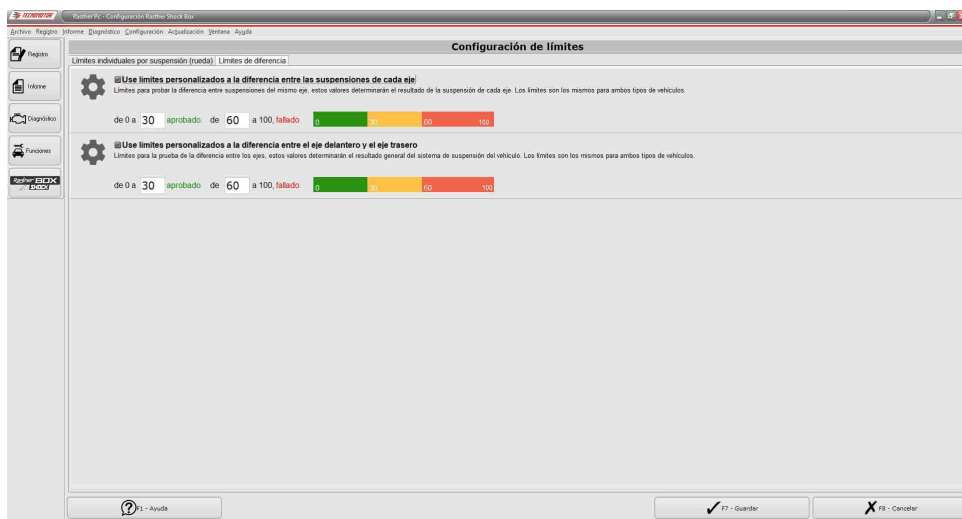 TECNOMOTOR
Rasther Pc - Configuración Rasther Shock Box
Archivo Registro Informe Diagnóstico Configuración Actualización Ventana Ayuda
Configuración de límites
Registro
Informe
Diagnóstico
Funciones
Rasther BOX
SHOCK
Límites individuales por suspensión (rueda) Límites de diferencia
Use límites personalizados a la diferencia entre las suspensiones de cada eje
Límites para probar la diferencia entre suspensiones del mismo eje, estos valores determinarán el resultado de la suspensión de cada eje. Los límites son los mismos para ambos tipos de vehículos.
de 0 a 30 aprobado. de 60 a 100, fallado.
0 30 60 100
Use límites personalizados a la diferencia entre el eje delantero y el eje trasero
Límites para la prueba de la diferencia entre los ejes, estos valores determinarán el resultado general del sistema de suspensión del vehículo. Los límites son los mismos para ambos tipos de vehículos.
de 0 a 30 aprobado. de 60 a 100, fallado.
0 30 60 100
F1 - Ayuda
F7 - Guardar
F8 - Cancelar